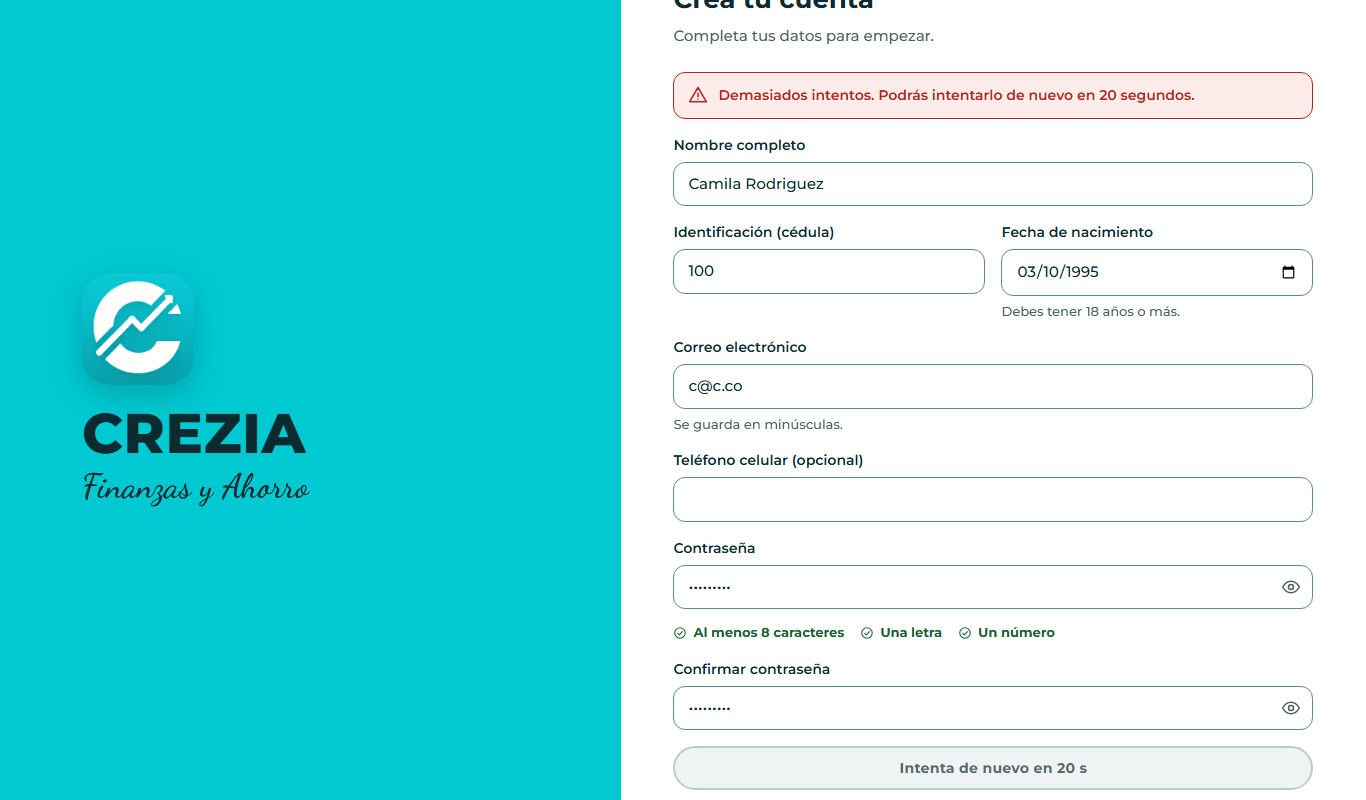 Crea tu cuenta
Completa tus datos para empezar.
Demasiados intentos. Podrás intentarlo de nuevo en 20 segundos.
Nombre completo
Camila Rodriguez
Identificación (cédula)
Fecha de nacimiento
100
03/10/1995
Debes tener 18 años o más.
Correo electrónico
c@c.co
Se guarda en minúsculas.
Teléfono celular (opcional)
Contraseña
•••••••••
Al menos 8 caracteres Una letra Un número
Confirmar contraseña
•••••••••
Intenta de nuevo en 20 s
CREZIA
Finanzas y Ahorro